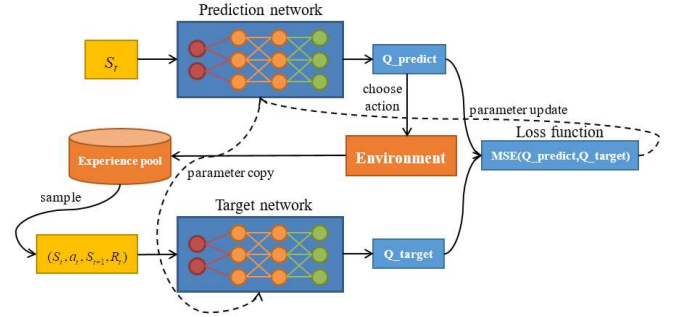 Prediction network
S_t
Q_predict
choose
action
parameter update
Loss function
Experience pool
Environment
MSE(Q_predict,Q_target)
parameter copy
sample
Target network
(S_t, a_t, S_{t+1}, R_t)
Q_target